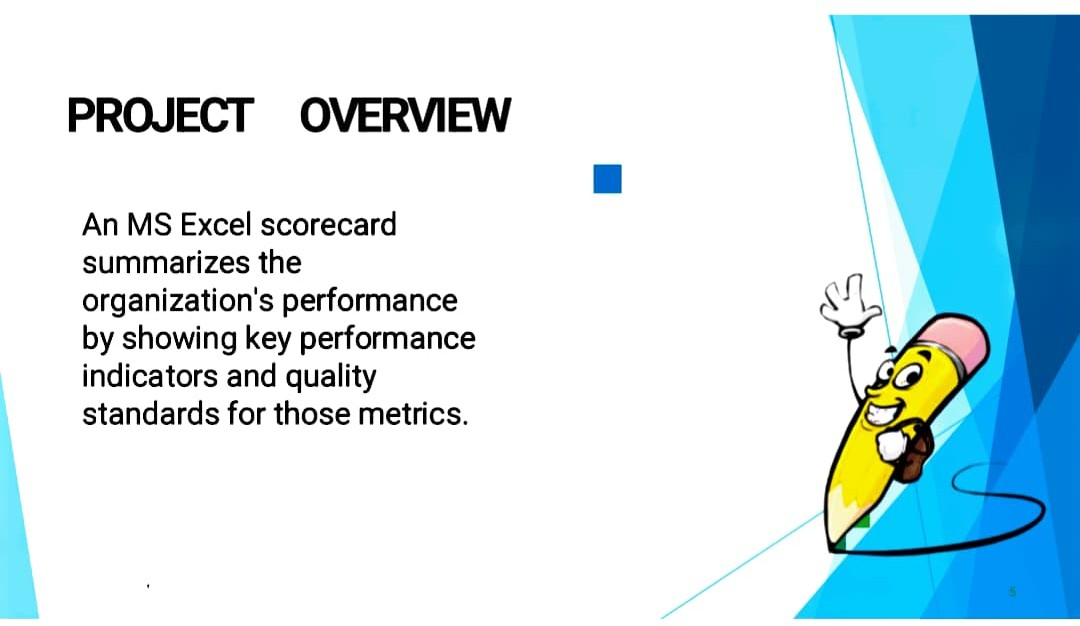 PROJECT OVERVIEW
An MS Excel scorecard
summarizes the
organization's performance
by showing key performance
indicators and quality
standards for those metrics.
5